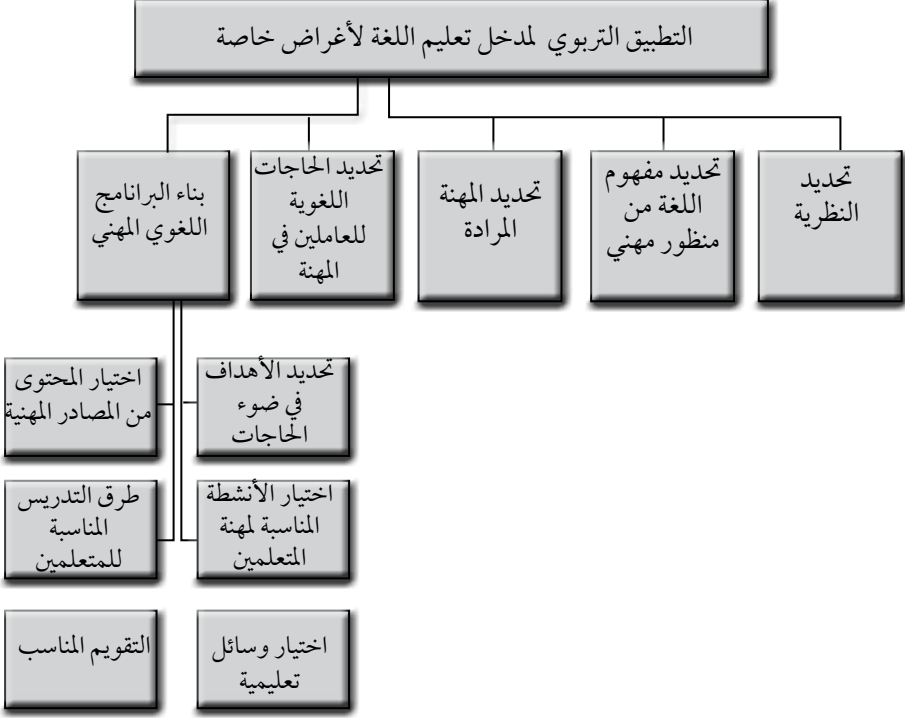 التطبيق التربوي لمدخل تعليم اللغة لأغراض خاصة
تحديد
النظرية
تحديد مفهوم
اللغة من
منظور مهني
تحديد المهنة
المرادة
تحديد الحاجات
اللغوية
للعاملين في
المهنة
بناء البرانامج
اللغوي المهني
تحديد الأهداف
في ضوء
الحاجات
اختيار المحتوى
من المصادر المهنية
اختيار الأنشطة
المناسبة لمهنة
المتعلمين
طرق التدريس
المناسبة
للمتعلمين
اختيار وسائل
تعليمية
التقويم المناسب